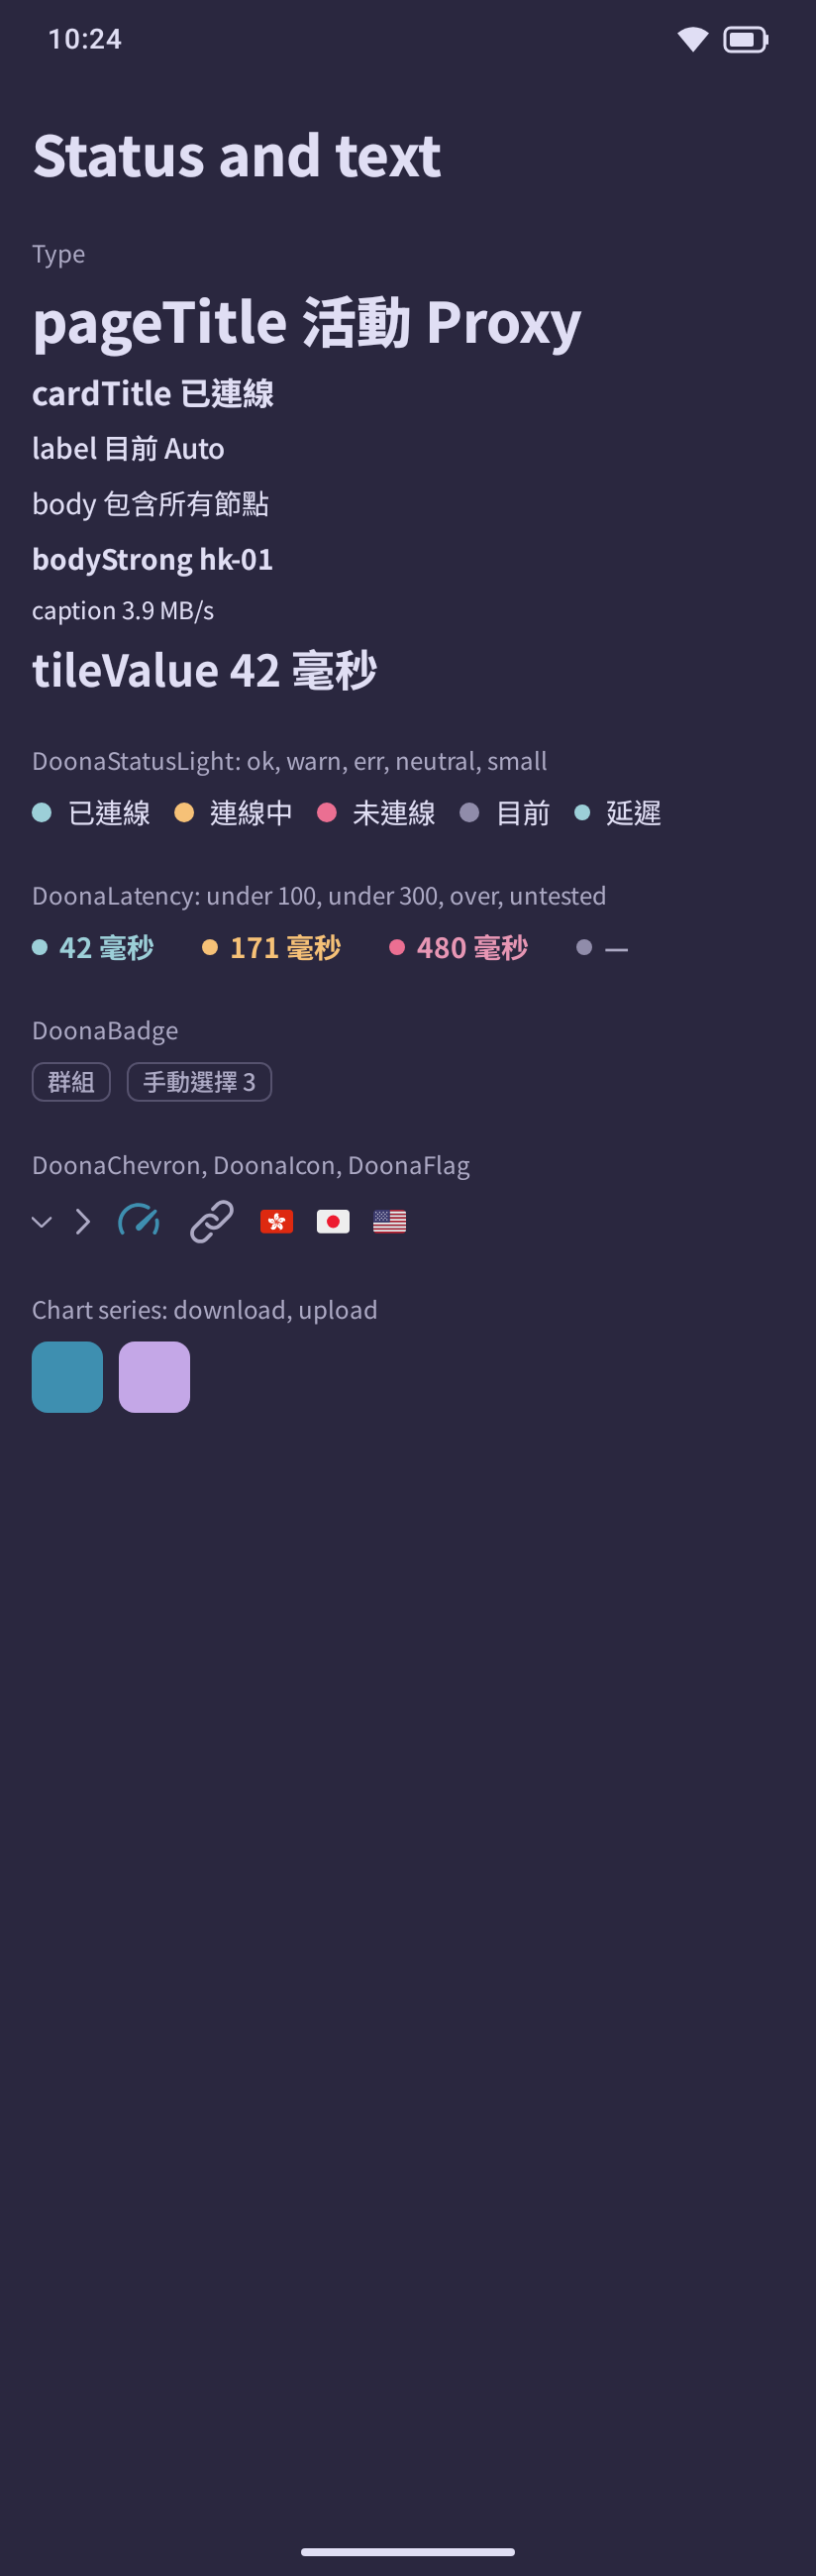 10:24
Status and text
Type
pageTitle 活動 Proxy
cardTitle 已連線
label 目前 Auto
body 包含所有節點
bodyStrong hk-01
caption 3.9 MB/s
tileValue 42 毫秒
DoonaStatusLight: ok, warn, err, neutral, small
已連線 連線中 未連線 目前 延遲
DoonaLatency: under 100, under 300, over, untested
42 毫秒 171 毫秒 480 毫秒 —
DoonaBadge
群組 手動選擇 3
DoonaChevron, DoonaIcon, DoonaFlag
Chart series: download, upload